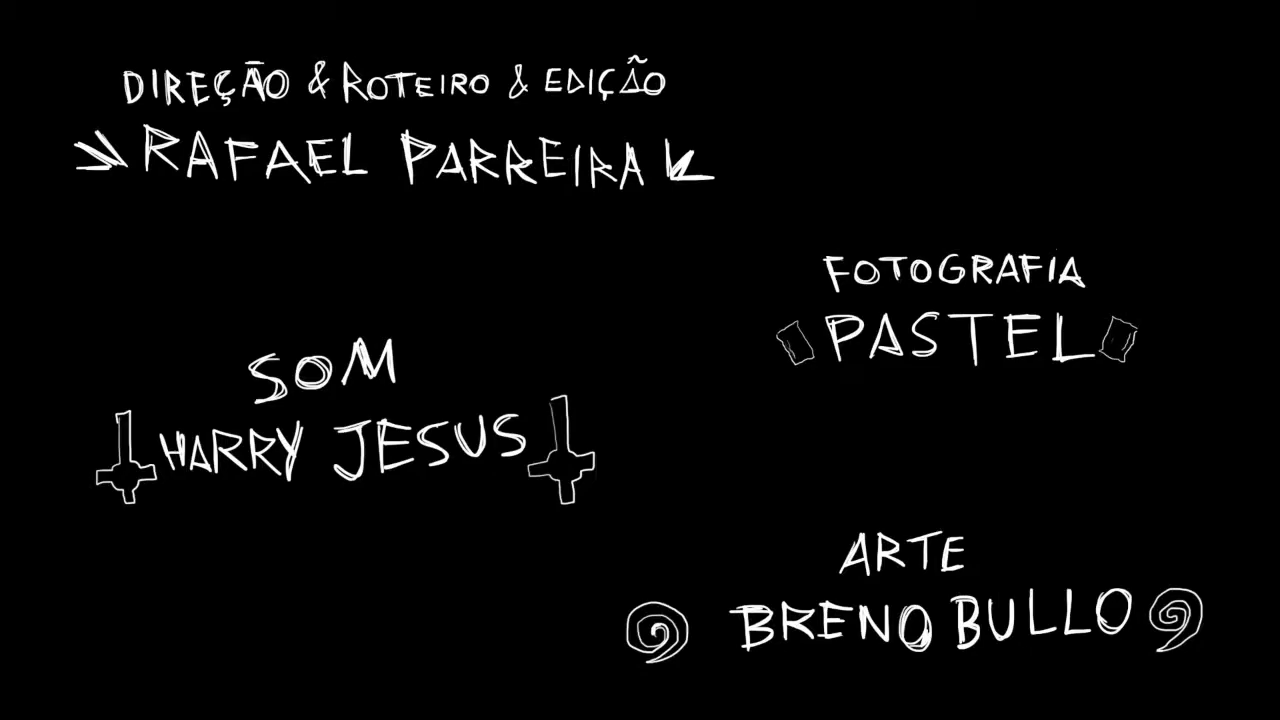 DIREÇÃO & ROTEIRO & EDIÇÃO
RAFAEL PARREIRA
FOTOGRAFIA
PASTEL
SOM
HARRY JESUS
ARTE
BRENO BULLO